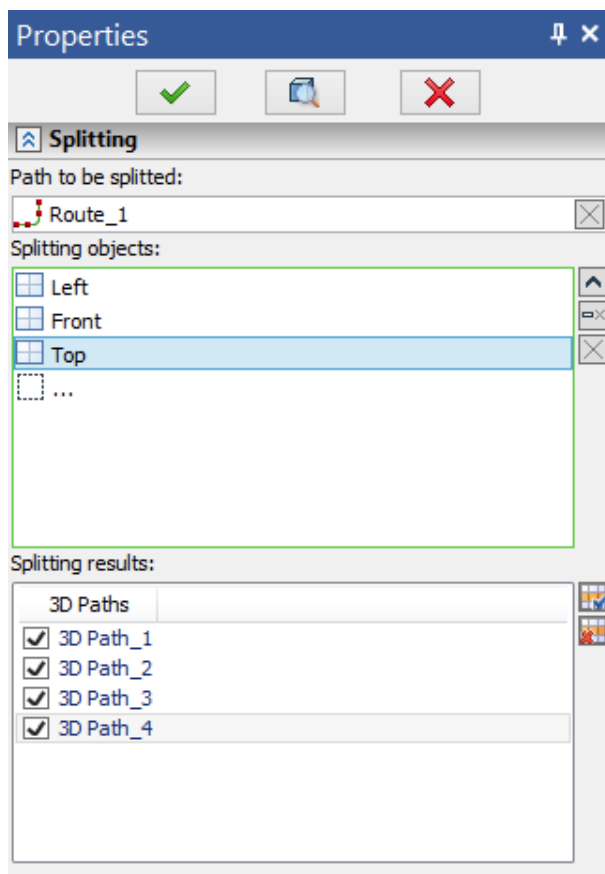 Properties
Splitting
Path to be splitted:
Route_1
Splitting objects:
Left
Front
Top
...
Splitting results:
3D Paths
3D Path_1
3D Path_2
3D Path_3
3D Path_4